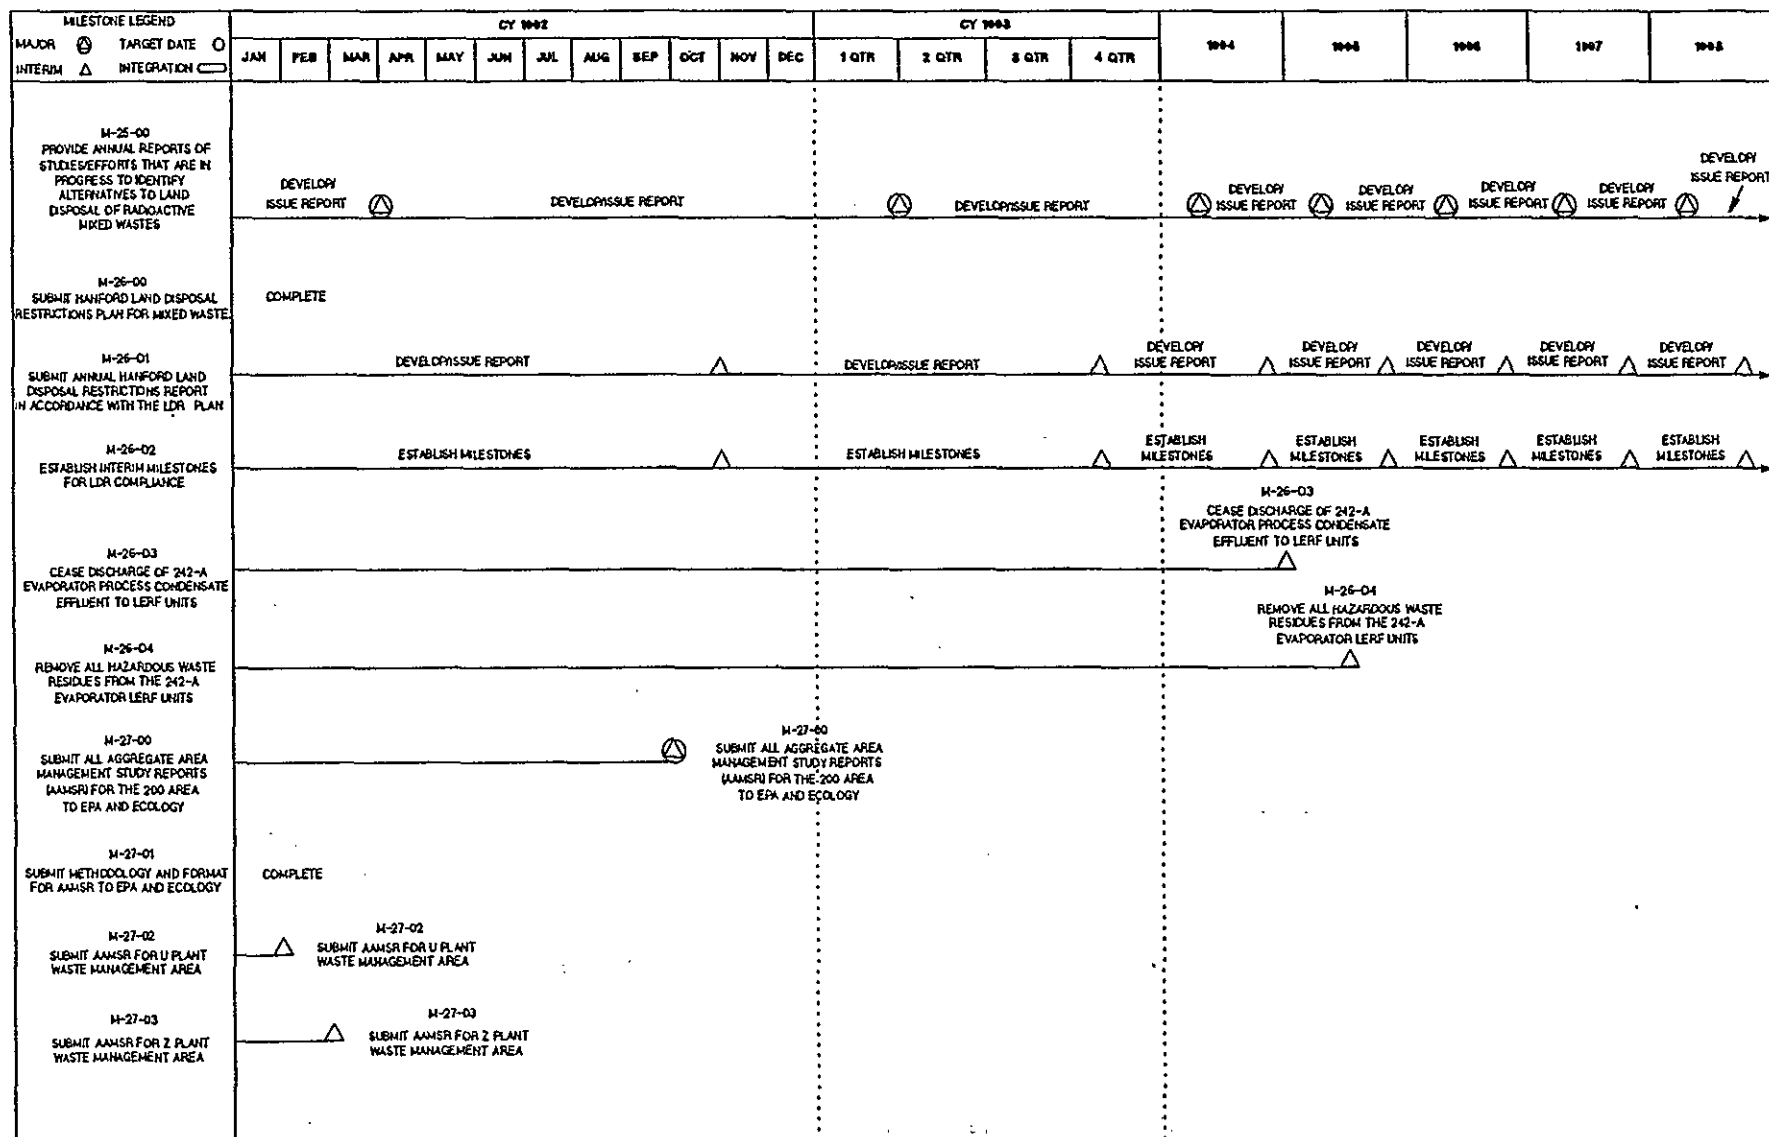 MILESTONE LEGEND
MAJOR TARGET DATE
INTERIM INTEGRATION
CY 1992
CY 1993
1994
1995
1996
1997
1998
JAN FEB MAR APR MAY JUN JUL AUG SEP OCT NOV DEC 1 QTR 2 QTR 3 QTR 4 QTR
M-25-00
PROVIDE ANNUAL REPORTS OF
STUDIES/EFFORTS THAT ARE IN
PROGRESS TO IDENTIFY
ALTERNATIVES TO LAND
DISPOSAL OF RADIOACTIVE
MIXED WASTES
DEVELOP/
ISSUE REPORT
DEVELOP/ISSUE REPORT
DEVELOP/ISSUE REPORT
DEVELOP/
ISSUE REPORT
DEVELOP/
ISSUE REPORT
DEVELOP/
ISSUE REPORT
DEVELOP/
ISSUE REPORT
DEVELOP/
ISSUE REPORT
M-26-00
SUBMIT HANFORD LAND DISPOSAL
RESTRICTIONS PLAN FOR MIXED WASTE
COMPLETE
M-26-01
SUBMIT ANNUAL HANFORD LAND
DISPOSAL RESTRICTIONS REPORT
IN ACCORDANCE WITH THE LDR PLAN
DEVELOP/ISSUE REPORT
DEVELOP/ISSUE REPORT
DEVELOP/
ISSUE REPORT
DEVELOP/
ISSUE REPORT
DEVELOP/
ISSUE REPORT
DEVELOP/
ISSUE REPORT
DEVELOP/
ISSUE REPORT
M-26-02
ESTABLISH INTERIM MILESTONES
FOR LDR COMPLIANCE
ESTABLISH MILESTONES
ESTABLISH MILESTONES
ESTABLISH
MILESTONES
ESTABLISH
MILESTONES
ESTABLISH
MILESTONES
ESTABLISH
MILESTONES
ESTABLISH
MILESTONES
M-26-03
CEASE DISCHARGE OF 242-A
EVAPORATOR PROCESS CONDENSATE
EFFLUENT TO LERF UNITS
M-26-03
CEASE DISCHARGE OF 242-A
EVAPORATOR PROCESS CONDENSATE
EFFLUENT TO LERF UNITS
M-26-04
REMOVE ALL HAZARDOUS WASTE
RESIDUES FROM THE 242-A
EVAPORATOR LERF UNITS
M-26-04
REMOVE ALL HAZARDOUS WASTE
RESIDUES FROM THE 242-A
EVAPORATOR LERF UNITS
M-27-00
SUBMIT ALL AGGREGATE AREA
MANAGEMENT STUDY REPORTS
(AAMSR) FOR THE 200 AREA
TO EPA AND ECOLOGY
M-27-00
SUBMIT ALL AGGREGATE AREA
MANAGEMENT STUDY REPORTS
(AAMSR) FOR THE 200 AREA
TO EPA AND ECOLOGY
M-27-01
SUBMIT METHODOLOGY AND FORMAT
FOR AAMSR TO EPA AND ECOLOGY
COMPLETE
M-27-02
SUBMIT AAMSR FOR U PLANT
WASTE MANAGEMENT AREA
M-27-02
SUBMIT AAMSR FOR U PLANT
WASTE MANAGEMENT AREA
M-27-03
SUBMIT AAMSR FOR Z PLANT
WASTE MANAGEMENT AREA
M-27-03
SUBMIT AAMSR FOR Z PLANT
WASTE MANAGEMENT AREA